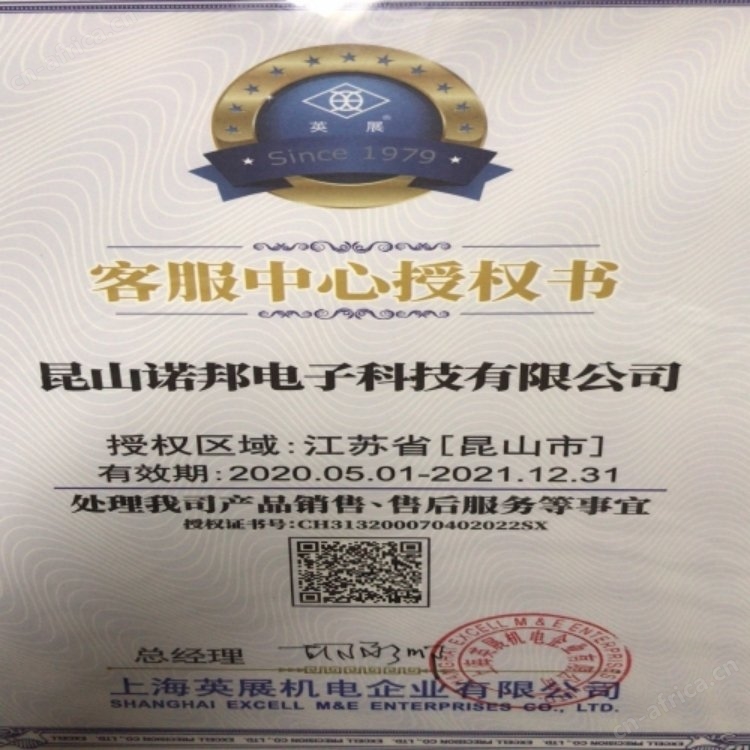 英展®
Since 1979
客服中心授权书
昆山诺邦电子科技有限公司
授权区域:江苏省[昆山市]
有效期:2020.05.01-2021.12.31
处理我司产品销售、售后服务等事宜
授权证书号:CH3132000070402022SX
总经理
上海英展机电企业有限公司
SHANGHAI EXCELL M&E ENTERPRISES CO., LTD.